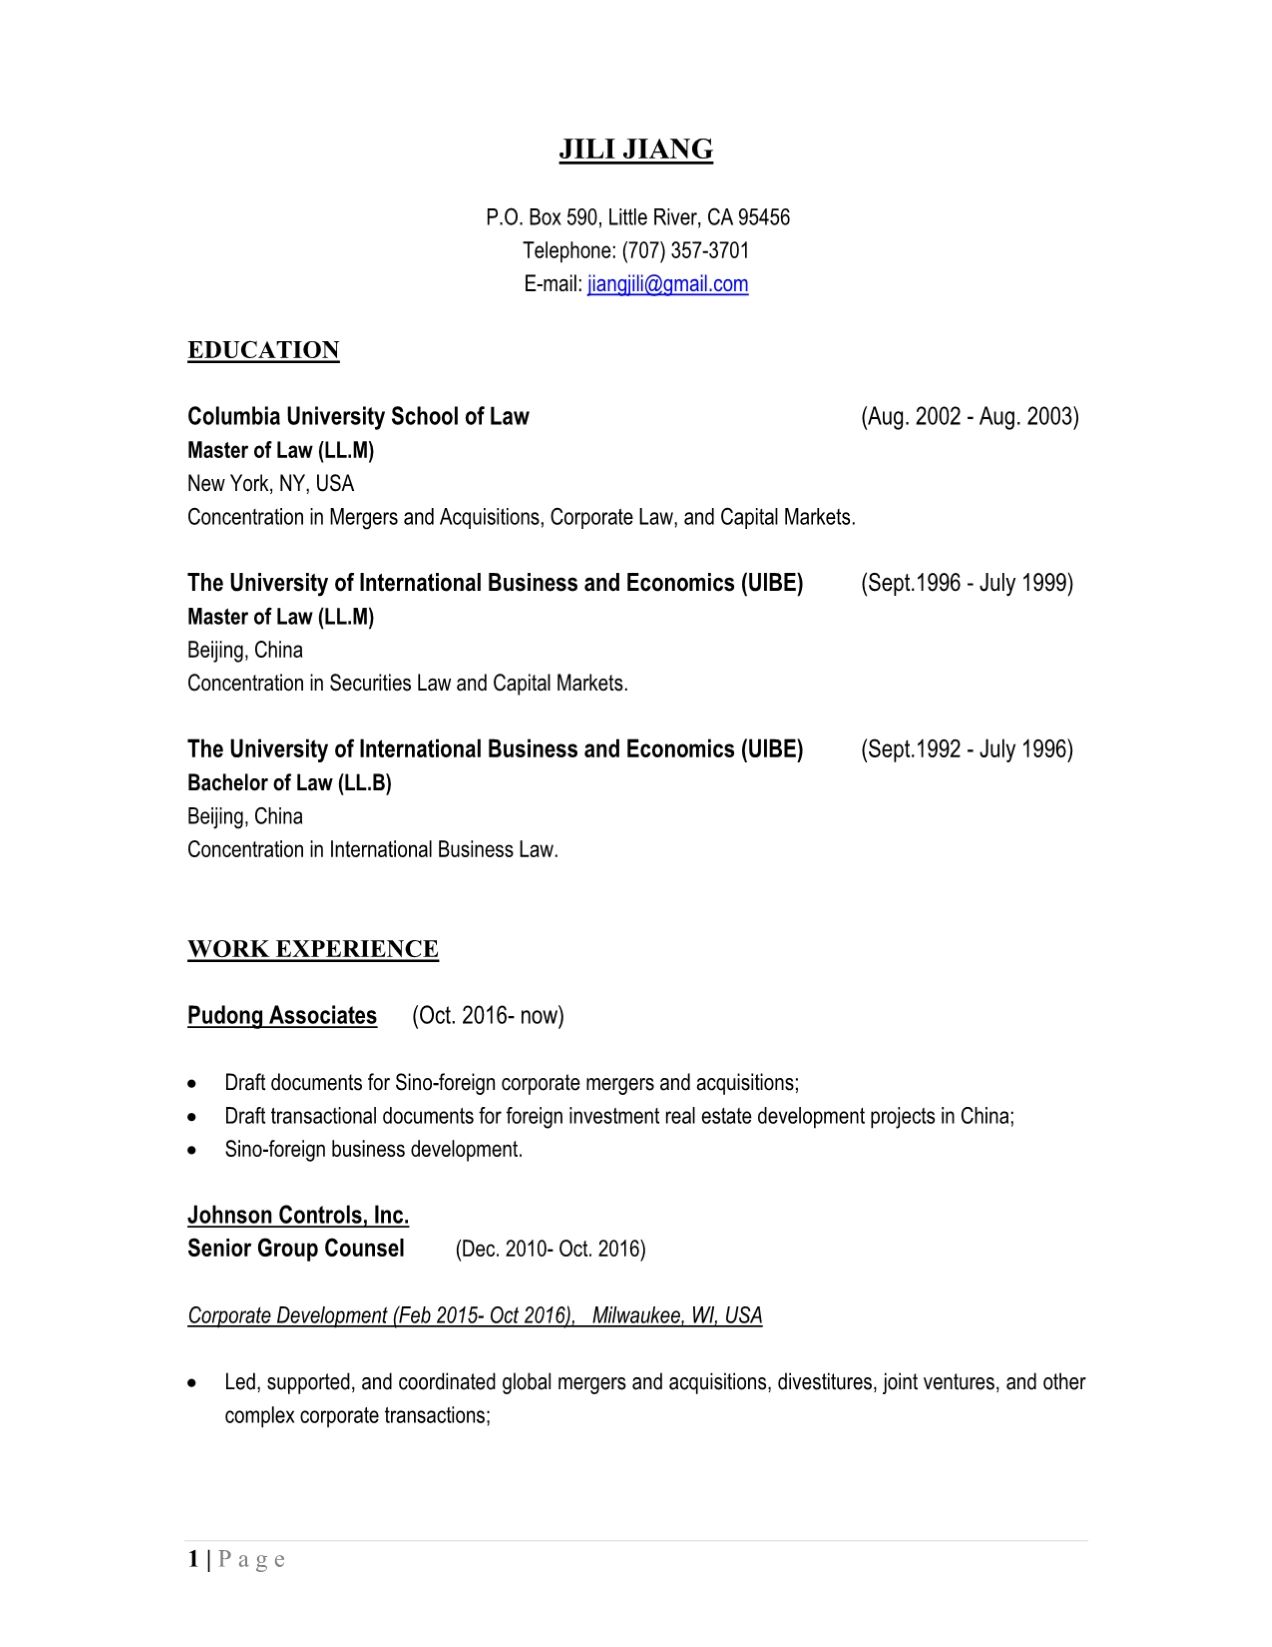 JILI JIANG
P.O. Box 590, Little River, CA 95456
Telephone: (707) 357-3701
E-mail: jiangjili@gmail.com
EDUCATION
Columbia University School of Law (Aug. 2002 - Aug. 2003)
Master of Law (LL.M)
New York, NY, USA
Concentration in Mergers and Acquisitions, Corporate Law, and Capital Markets.
The University of International Business and Economics (UIBE) (Sept.1996 - July 1999)
Master of Law (LL.M)
Beijing, China
Concentration in Securities Law and Capital Markets.
The University of International Business and Economics (UIBE) (Sept.1992 - July 1996)
Bachelor of Law (LL.B)
Beijing, China
Concentration in International Business Law.
WORK EXPERIENCE
Pudong Associates (Oct. 2016- now)
• Draft documents for Sino-foreign corporate mergers and acquisitions;
• Draft transactional documents for foreign investment real estate development projects in China;
• Sino-foreign business development.
Johnson Controls, Inc.
Senior Group Counsel (Dec. 2010- Oct. 2016)
Corporate Development (Feb 2015- Oct 2016), Milwaukee, WI, USA
• Led, supported, and coordinated global mergers and acquisitions, divestitures, joint ventures, and other
complex corporate transactions;
1 | Page